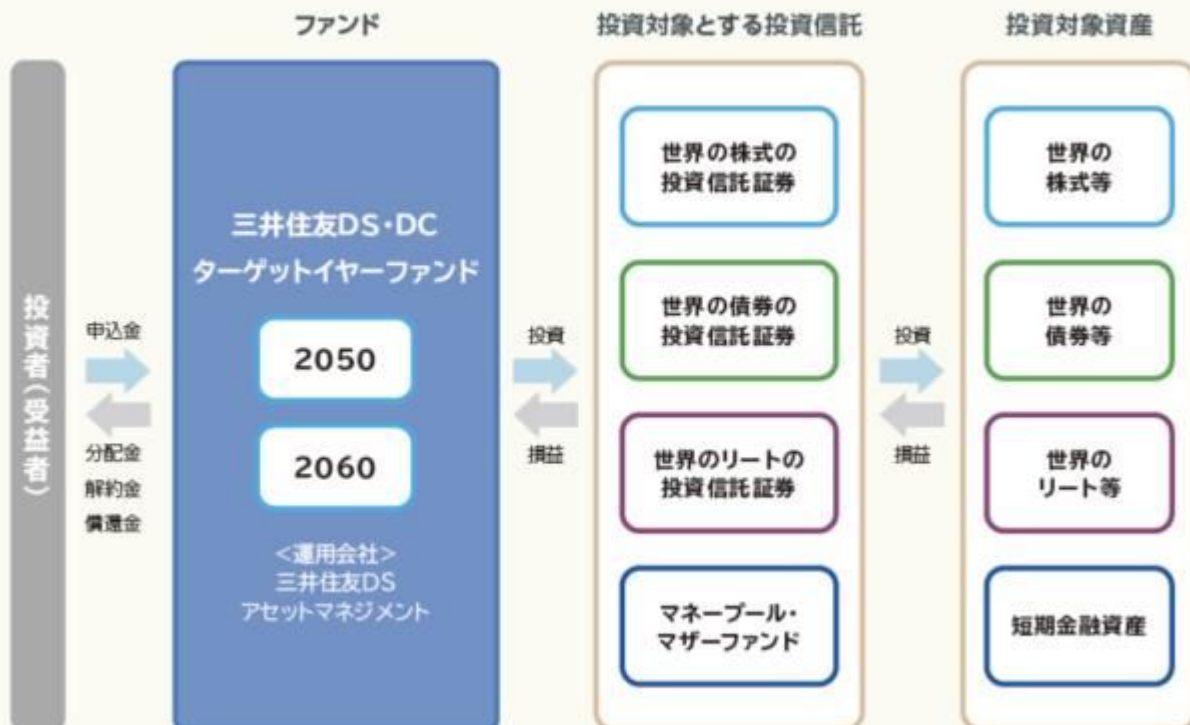 ファンド
投資対象とする投資信託
投資対象資産
投資者(受益者)
申込金
分配金
解約金
償還金
三井住友DS・DC
ターゲットイヤーファンド
2050
2060
<運用会社>
三井住友DS
アセットマネジメント
投資
損益
世界の株式の
投資信託証券
世界の債券の
投資信託証券
世界のリートの
投資信託証券
マネープール・
マザーファンド
投資
損益
世界の
株式等
世界の
債券等
世界の
リート等
短期金融資産